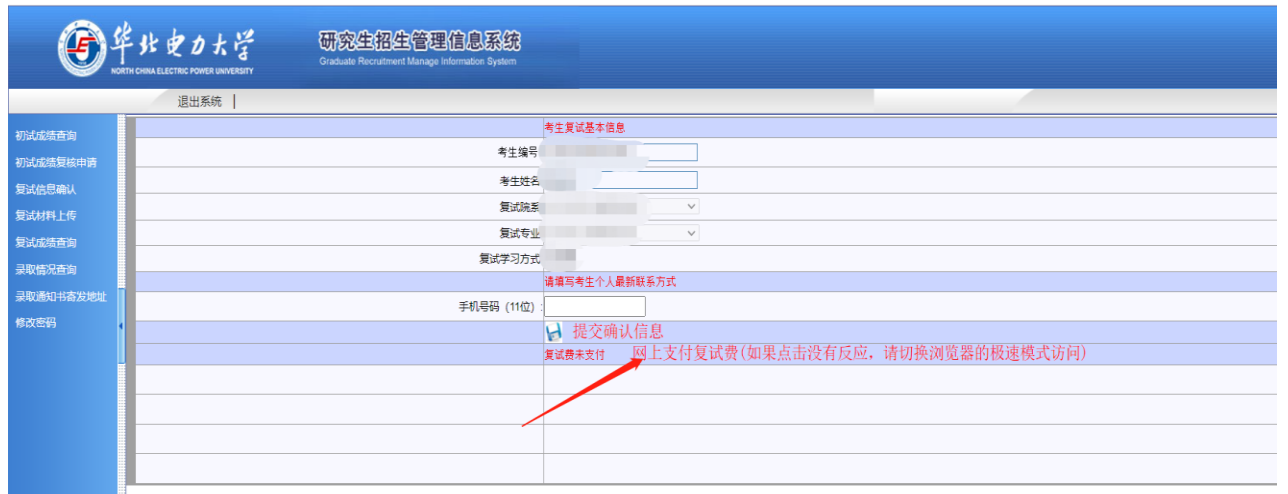 华北电力大学
NORTH CHINA ELECTRIC POWER UNIVERSITY
研究生招生管理信息系统
Graduate Recruitment Manage Information System
退出系统 |
初试成绩查询
初试成绩复核申请
复试信息确认
复试材料上传
复试成绩查询
录取情况查询
录取通知书寄发地址
修改密码
考生复试基本信息
考生编号
考生姓名
复试院系
复试专业
复试学习方式
请填写考生个人最新联系方式
手机号码（11位）:
提交确认信息
复试费未支付 网上支付复试费(如果点击没有反应，请切换浏览器的极速模式访问)